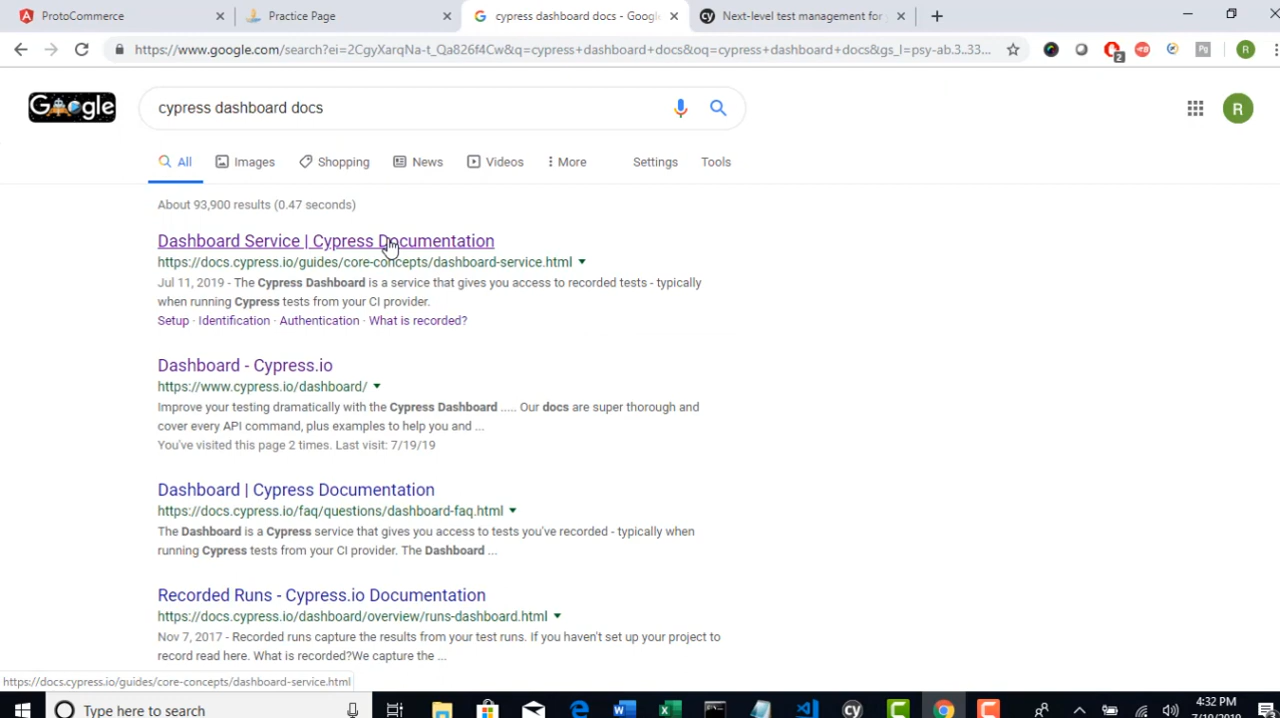 ProtoCommerce
Practice Page
cypress dashboard docs - Googl
Next-level test management for
https://www.google.com/search?ei=2CgyXarqNa-t_Qa826f4Cw&q=cypress+dashboard+docs&oq=cypress+dashboard+docs&gs_l=psy-ab.3..33...
2
R
Google
cypress dashboard docs
R
All
Images
Shopping
News
Videos
More
Settings
Tools
About 93,900 results (0.47 seconds)
Dashboard Service | Cypress Documentation
https://docs.cypress.io/guides/core-concepts/dashboard-service.html
Jul 11, 2019 - The Cypress Dashboard is a service that gives you access to recorded tests - typically
when running Cypress tests from your CI provider.
Setup · Identification · Authentication · What is recorded?
Dashboard - Cypress.io
https://www.cypress.io/dashboard/
Improve your testing dramatically with the Cypress Dashboard ..... Our docs are super thorough and
cover every API command, plus examples to help you and ...
You've visited this page 2 times. Last visit: 7/19/19
Dashboard | Cypress Documentation
https://docs.cypress.io/faq/questions/dashboard-faq.html
The Dashboard is a Cypress service that gives you access to tests you've recorded - typically when
running Cypress tests from your CI provider. The Dashboard ...
Recorded Runs - Cypress.io Documentation
https://docs.cypress.io/dashboard/overview/runs-dashboard.html
Nov 7, 2017 - Recorded runs capture the results from your test runs. If you haven't set up your project to
record read here. What is recorded?We capture the ...
https://docs.cypress.io/guides/core-concepts/dashboard-service.html
Type here to search
4:32 PM